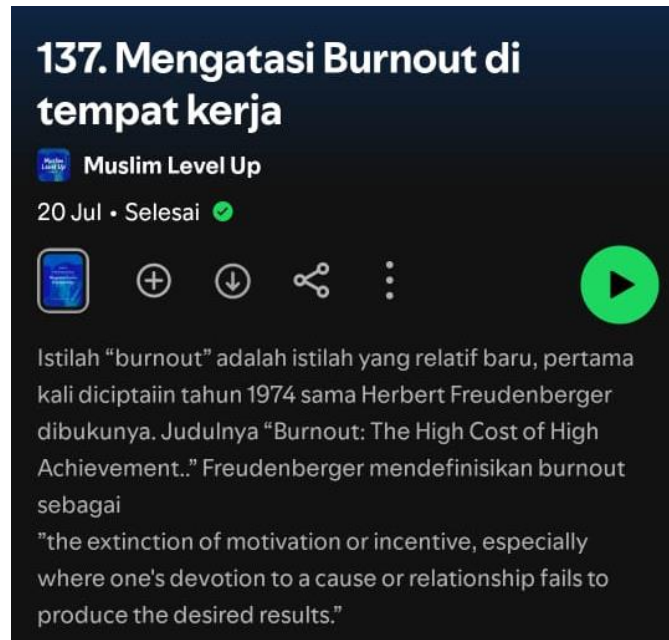 137. Mengatasi Burnout di
tempat kerja
Muslim Level Up
20 Jul • Selesai
Istilah “burnout” adalah istilah yang relatif baru, pertama
kali diciptaiin tahun 1974 sama Herbert Freudenberger
dibukunya. Judulnya “Burnout: The High Cost of High
Achievement..” Freudenberger mendefinisikan burnout
sebagai
”the extinction of motivation or incentive, especially
where one's devotion to a cause or relationship fails to
produce the desired results.”